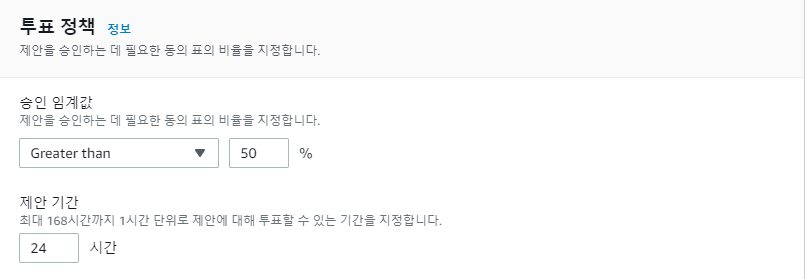 투표 정책 정보
제안을 승인하는 데 필요한 동의 표의 비율을 지정합니다.
승인 임계값
제안을 승인하는 데 필요한 동의 표의 비율을 지정합니다.
Greater than 50 %
제안 기간
최대 168시간까지 1시간 단위로 제안에 대해 투표할 수 있는 기간을 지정합니다.
24 시간